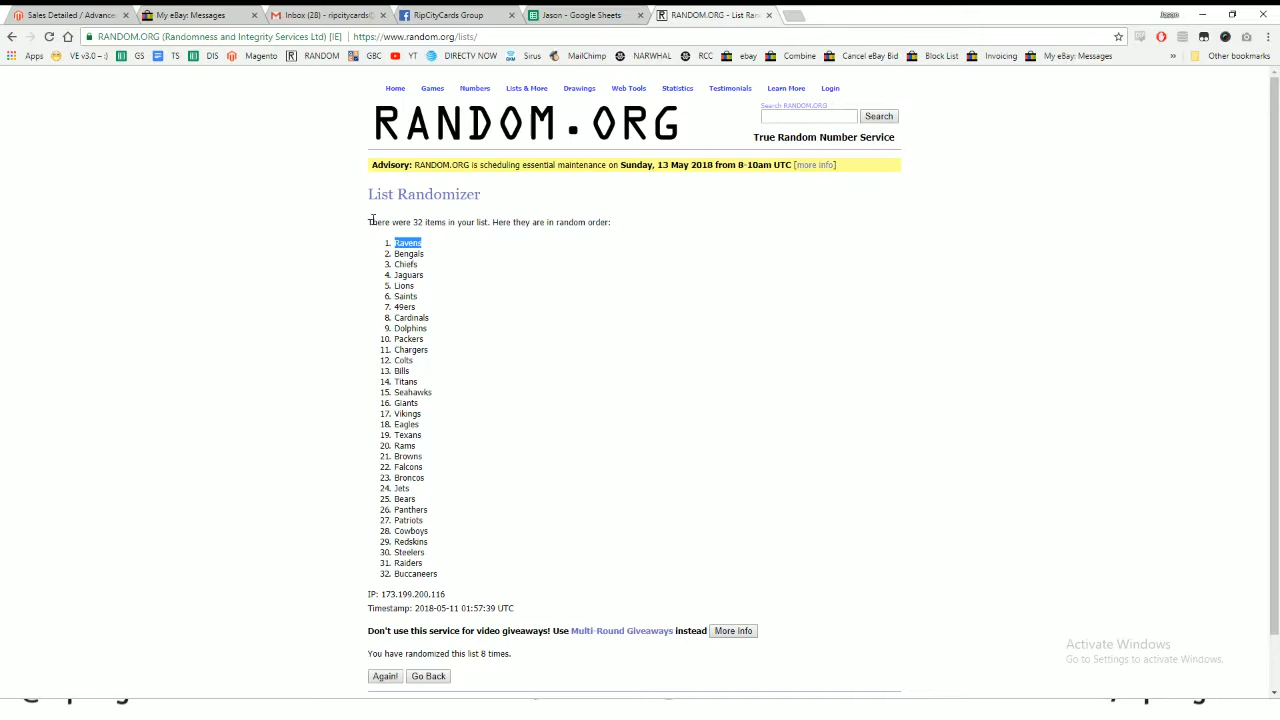 Sales Detailed / Advance
My eBay: Messages
Inbox (28) - ripcitycards@
RipCityCards Group
Jason - Google Sheets
RANDOM.ORG - List Ran
Jason
RANDOM.ORG (Randomness and Integrity Services Ltd) [IE] https://www.random.org/lists/
Apps VE v3.0 -:) GS TS DIS Magento RANDOM GBC YT DIRECTV NOW Sirus MailChimp NARWHAL RCC ebay Combine Cancel eBay Bid Block List Invoicing My eBay: Messages » Other bookmarks
Home Games Numbers Lists & More Drawings Web Tools Statistics Testimonials Learn More Login
Search RANDOM.ORG
RANDOM.ORG
Search
True Random Number Service
Advisory: RANDOM.ORG is scheduling essential maintenance on Sunday, 13 May 2018 from 8-10am UTC [more info]
List Randomizer
There were 32 items in your list. Here they are in random order:
1. Ravens
2. Bengals
3. Chiefs
4. Jaguars
5. Lions
6. Saints
7. 49ers
8. Cardinals
9. Dolphins
10. Packers
11. Chargers
12. Colts
13. Bills
14. Titans
15. Seahawks
16. Giants
17. Vikings
18. Eagles
19. Texans
20. Rams
21. Browns
22. Falcons
23. Broncos
24. Jets
25. Bears
26. Panthers
27. Patriots
28. Cowboys
29. Redskins
30. Steelers
31. Raiders
32. Buccaneers
IP: 173.199.200.116
Timestamp: 2018-05-11 01:57:39 UTC
Don't use this service for video giveaways! Use Multi-Round Giveaways instead More Info
You have randomized this list 8 times.
Again! Go Back
Activate Windows
Go to Settings to activate Windows.